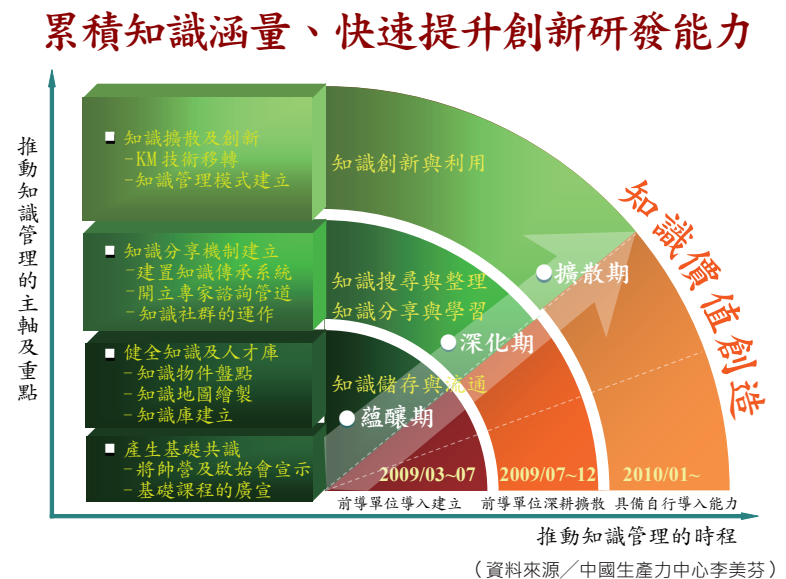 累積知識涵量、快速提升創新研發能力
推動知識管理的主軸及重點
知識擴散及創新
-KM 技術移轉
-知識管理模式建立
知識創新與利用
知識分享機制建立
-建置知識傳承系統
-開立專家諮詢管道
-知識社群的運作
知識搜尋與整理
知識分享與學習
健全知識及人才庫
-知識物件盤點
-知識地圖繪製
-知識庫建立
知識儲存與流通
產生基礎共識
-將帥營及啟始會宣示
-基礎課程的廣宣
蘊釀期
深化期
擴散期
知識價值創造
2009/03~07
2009/07~12
2010/01~
前導單位導入建立
前導單位深耕擴散
具備自行導入能力
推動知識管理的時程
(資料來源／中國生產力中心李美芬)